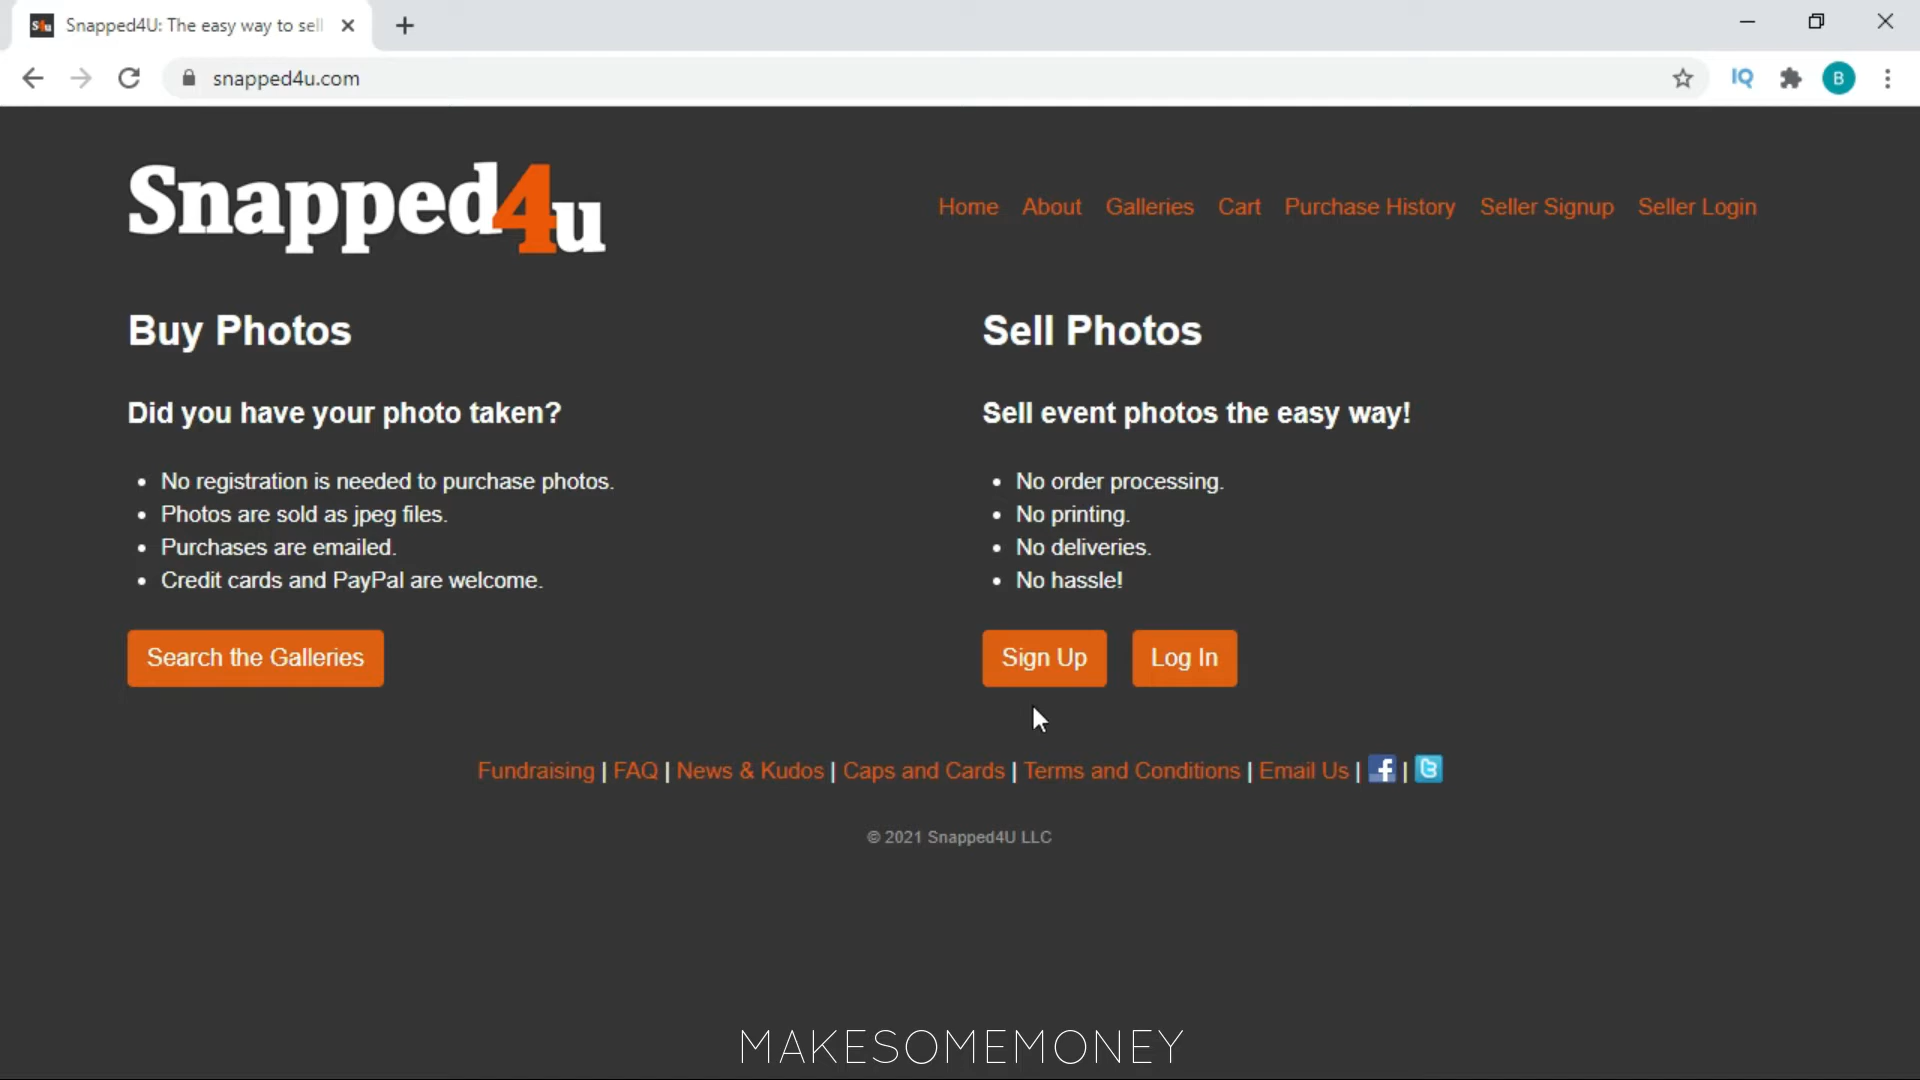 Snapped4U: The easy way to sell
snapped4u.com
IQ
B
Snapped4u
Home About Galleries Cart Purchase History Seller Signup Seller Login
Buy Photos
Did you have your photo taken?
• No registration is needed to purchase photos.
• Photos are sold as jpeg files.
• Purchases are emailed.
• Credit cards and PayPal are welcome.
Search the Galleries
Sell Photos
Sell event photos the easy way!
• No order processing.
• No printing.
• No deliveries.
• No hassle!
Sign Up Log In
Fundraising | FAQ | News & Kudos | Caps and Cards | Terms and Conditions | Email Us | f |
© 2021 Snapped4U LLC
MAKESOMEMONEY